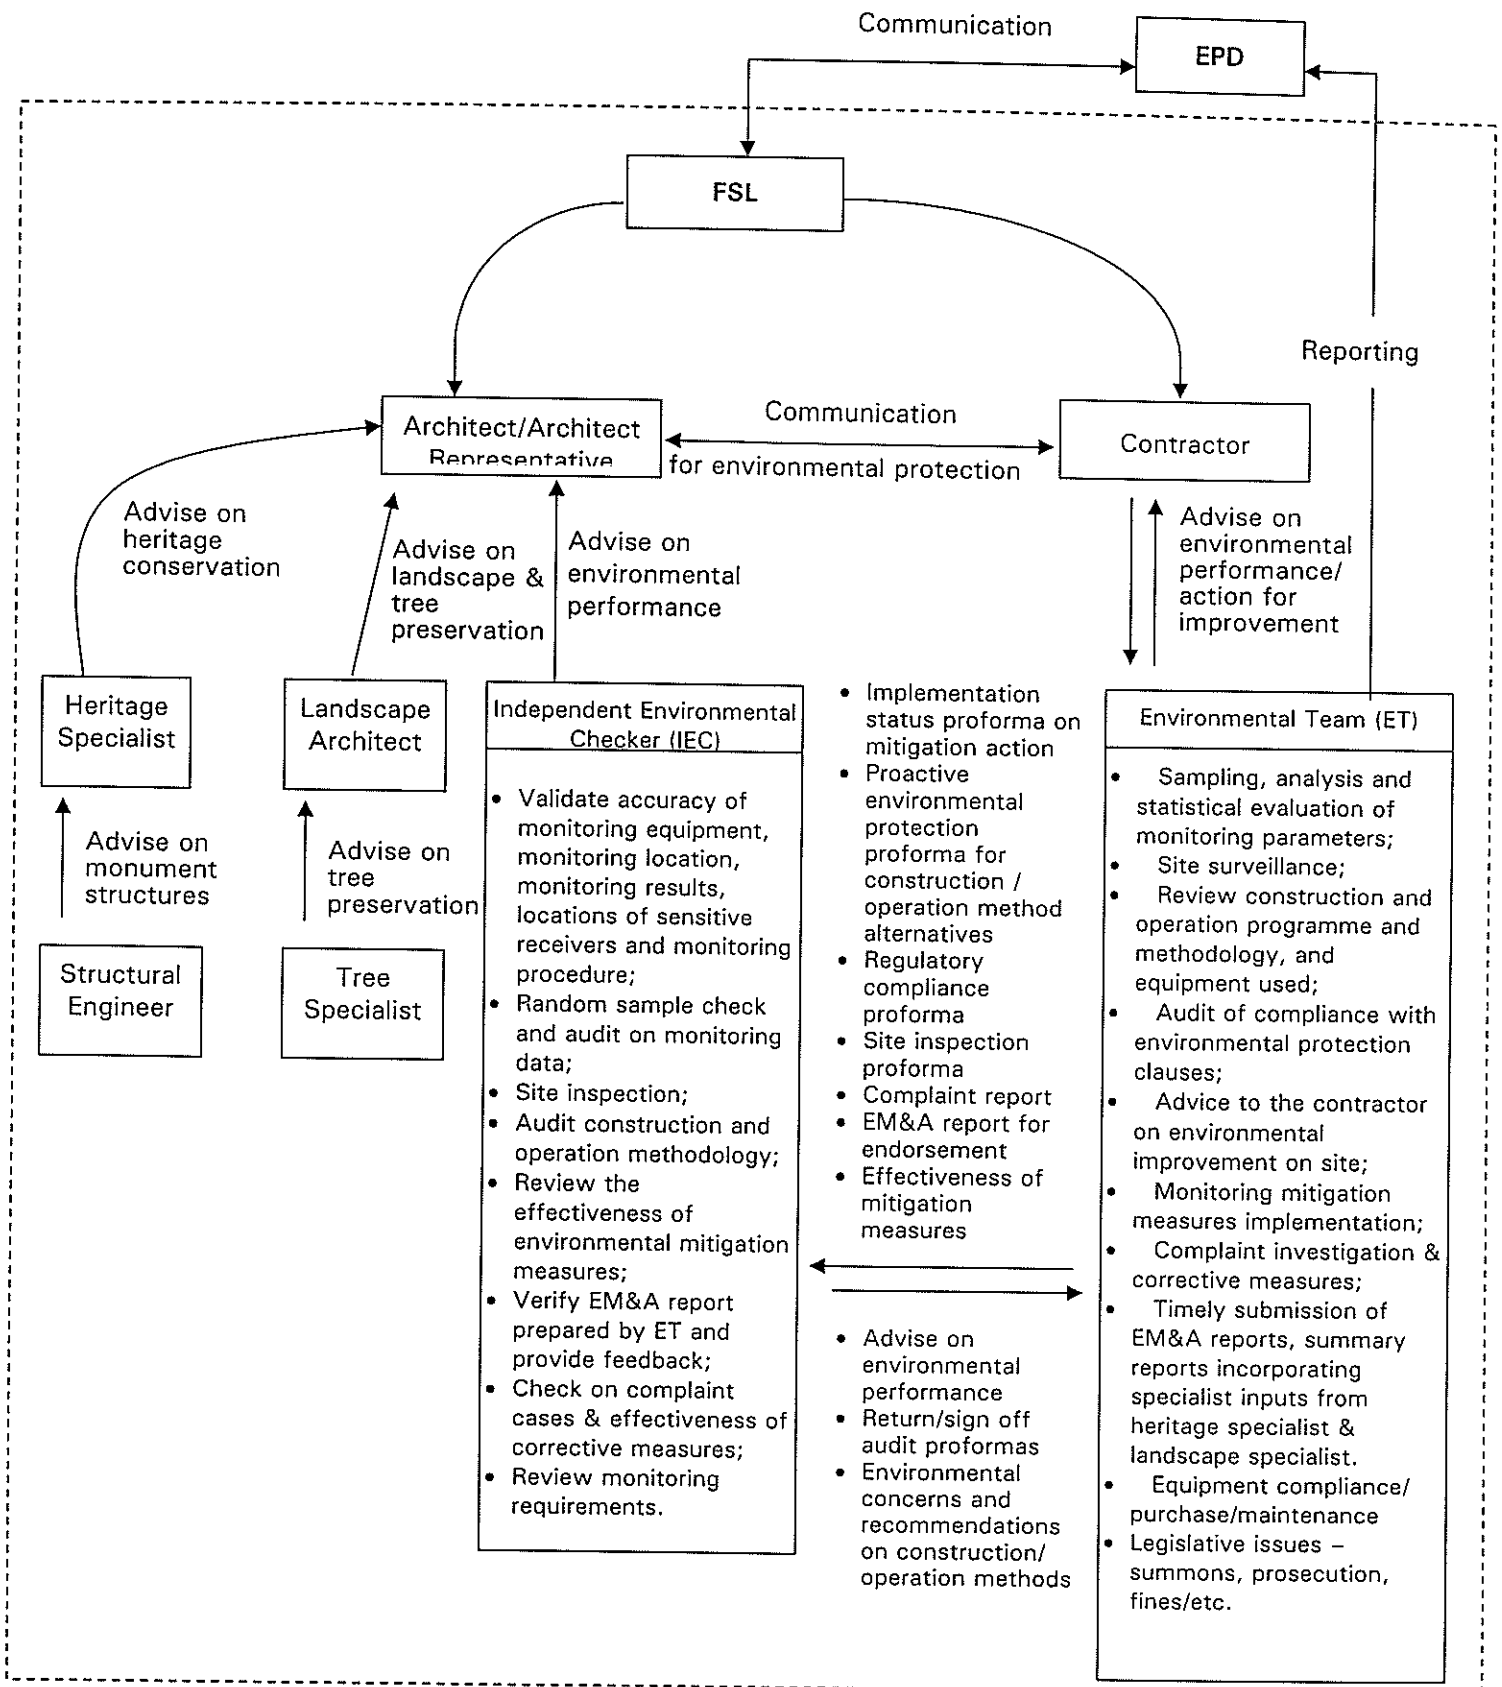 Communication
EPD
FSL
Reporting
Architect/Architect
Representative
Communication
for environmental protection
Contractor
Advise on
heritage
conservation
Advise on
landscape &
tree
preservation
Advise on
environmental
performance
Advise on
environmental
performance/
action for
improvement
Heritage
Specialist
Landscape
Architect
Advise on
monument
structures
Advise on
tree
preservation
Structural
Engineer
Tree
Specialist
Independent Environmental
Checker (IEC)
• Validate accuracy of
monitoring equipment,
monitoring location,
monitoring results,
locations of sensitive
receivers and monitoring
procedure;
• Random sample check
and audit on monitoring
data;
• Site inspection;
• Audit construction and
operation methodology;
• Review the
effectiveness of
environmental mitigation
measures;
• Verify EM&A report
prepared by ET and
provide feedback;
• Check on complaint
cases & effectiveness of
corrective measures;
• Review monitoring
requirements.
• Implementation
status proforma on
mitigation action
• Proactive
environmental
protection
proforma for
construction /
operation method
alternatives
• Regulatory
compliance
proforma
• Site inspection
proforma
• Complaint report
• EM&A report for
endorsement
• Effectiveness of
mitigation
measures
• Advise on
environmental
performance
• Return/sign off
audit proformas
• Environmental
concerns and
recommendations
on construction/
operation methods
Environmental Team (ET)
• Sampling, analysis and
statistical evaluation of
monitoring parameters;
• Site surveillance;
• Review construction and
operation programme and
methodology, and
equipment used;
• Audit of compliance with
environmental protection
clauses;
• Advice to the contractor
on environmental
improvement on site;
• Monitoring mitigation
measures implementation;
• Complaint investigation &
corrective measures;
• Timely submission of
EM&A reports, summary
reports incorporating
specialist inputs from
heritage specialist &
landscape specialist.
• Equipment compliance/
purchase/maintenance
• Legislative issues –
summons, prosecution,
fines/etc.